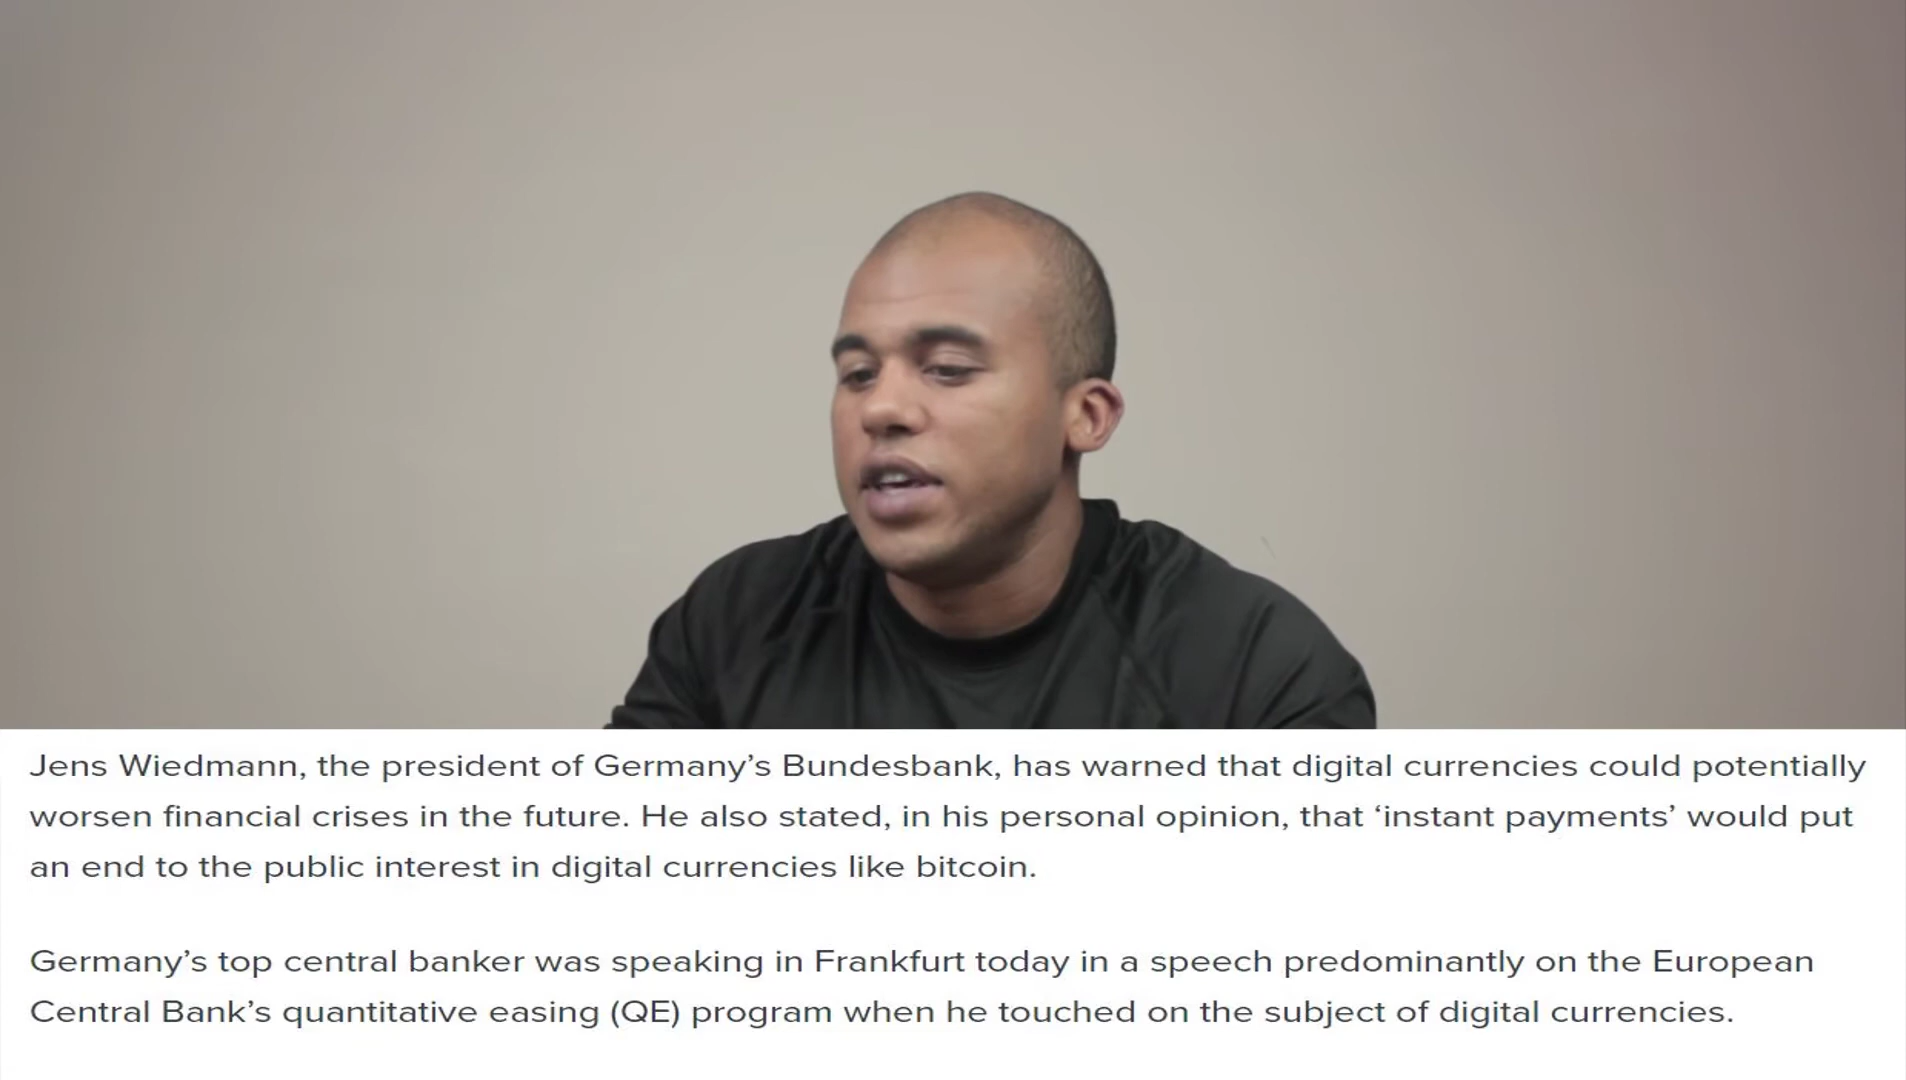 Jens Wiedmann, the president of Germany’s Bundesbank, has warned that digital currencies could potentially
worsen financial crises in the future. He also stated, in his personal opinion, that ‘instant payments’ would put
an end to the public interest in digital currencies like bitcoin.
Germany’s top central banker was speaking in Frankfurt today in a speech predominantly on the European
Central Bank’s quantitative easing (QE) program when he touched on the subject of digital currencies.